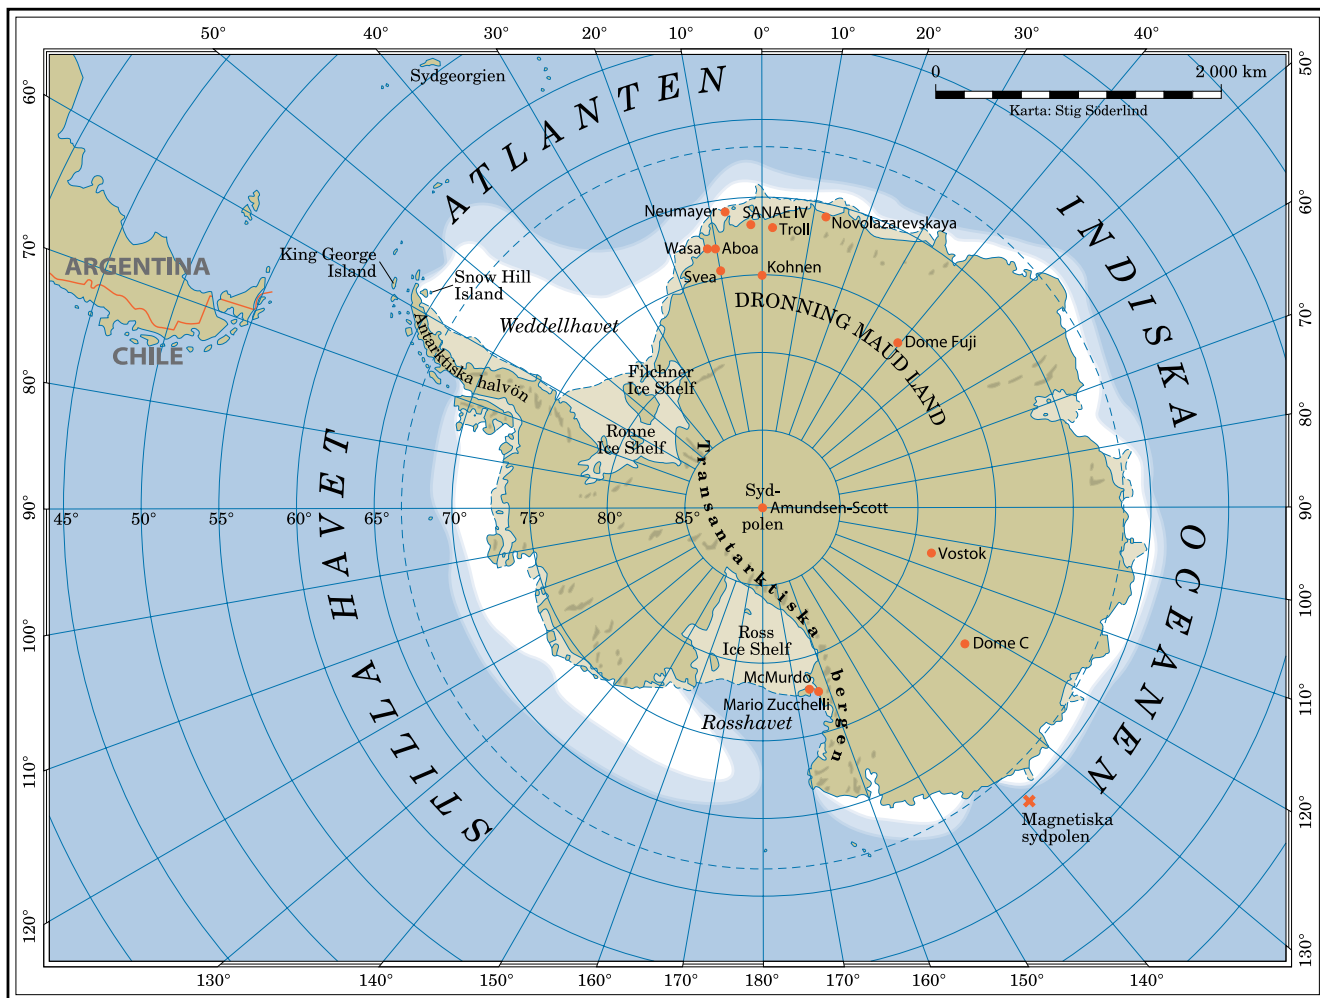 50°
40°
30°
20°
10°
0°
10°
20°
30°
40°
50°
60°
70°
80°
90°
100°
110°
120°
60°
70°
80°
90°
100°
110°
120°
130°
130°
140°
150°
160°
170°
180°
170°
160°
150°
140°
45°
50°
55°
60°
65°
70°
75°
80°
85°
0
2 000 km
Karta: Stig Söderlind
Sydgeorgien
ATLANTEN
INDISKA OCEANEN
STILLA HAVET
ARGENTINA
CHILE
King George
Island
Snow Hill
Island
Weddellhavet
Antarktiska halvön
Filchner
Ice Shelf
Ronne
Ice Shelf
Neumayer
SANAE IV
Troll
Novolazarevskaya
Wasa
Aboa
Svea
Kohnen
DRONNING MAUD LAND
Dome Fuji
Transantarktiska bergen
Syd-
polen
Amundsen-Scott
Vostok
Dome C
Ross
Ice Shelf
McMurdo
Mario Zucchelli
Rosshavet
Magnetiska
sydpolen